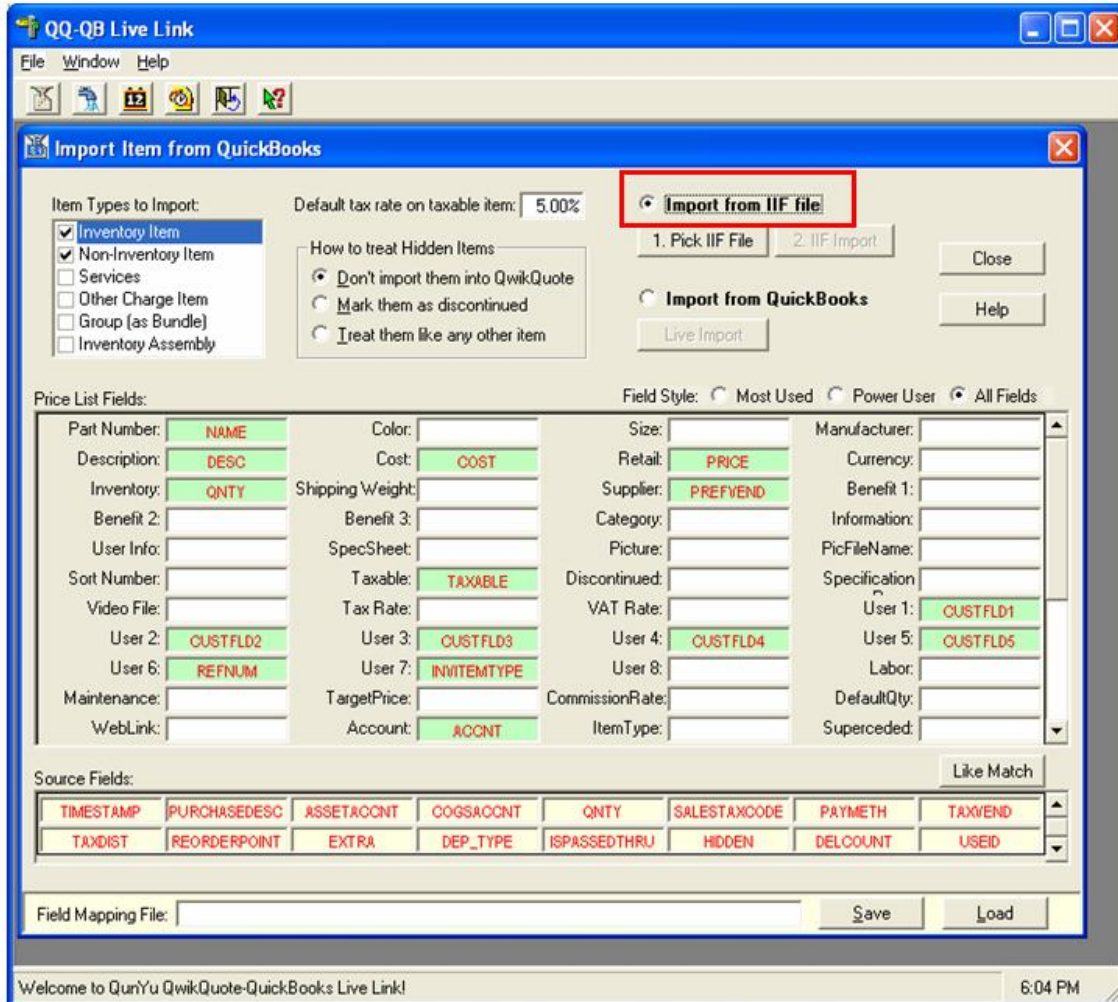 QQ-QB Live Link
File Window Help
12
Import Item from QuickBooks
Item Types to Import:
Inventory Item
Non-Inventory Item
Services
Other Charge Item
Group (as Bundle)
Inventory Assembly
Default tax rate on taxable item: 5.00%
How to treat Hidden Items
Don't import them into QwikQuote
Mark them as discontinued
Treat them like any other item
Import from IIF file
1. Pick IIF File 2. IIF Import
Import from QuickBooks
Live Import
Close
Help
Price List Fields: Field Style: Most Used Power User All Fields
Part Number: NAME Color: Size: Manufacturer:
Description: DESC Cost: COST Retail: PRICE Currency:
Inventory: QNTY Shipping Weight: Supplier: PREFVEND Benefit 1:
Benefit 2: Benefit 3: Category: Information:
User Info: SpecSheet: Picture: PicFileName:
Sort Number: Taxable: TAXABLE Discontinued: Specification
Video File: Tax Rate: VAT Rate: User 1: CUSTFLD1
User 2: CUSTFLD2 User 3: CUSTFLD3 User 4: CUSTFLD4 User 5: CUSTFLD5
User 6: REFNUM User 7: INVITEMTYPE User 8: Labor:
Maintenance: TargetPrice: CommissionRate: DefaultQty:
WebLink: Account: ACCNT ItemType: Superceded:
Source Fields: Like Match
TIMESTAMP PURCHASEDESC ASSETACCNT COGSACCNT QNTY SALESTAXCODE PAYMETH TAXVEND
TAXDIST REORDERPOINT EXTRA DEP_TYPE ISPASSEDTHRU HIDDEN DELCOUNT USEID
Field Mapping File: Save Load
Welcome to QunYu QwikQuote-QuickBooks Live Link! 6:04 PM